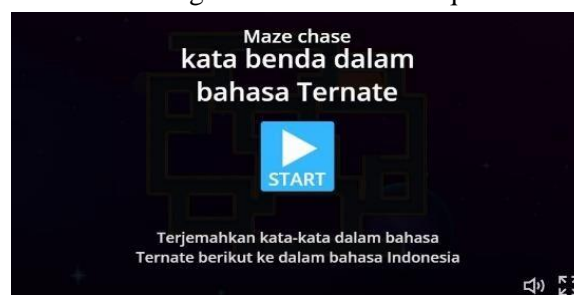 Maze chase
kata benda dalam
bahasa Ternate
START
Terjemahkan kata-kata dalam bahasa
Ternate berikut ke dalam bahasa Indonesia